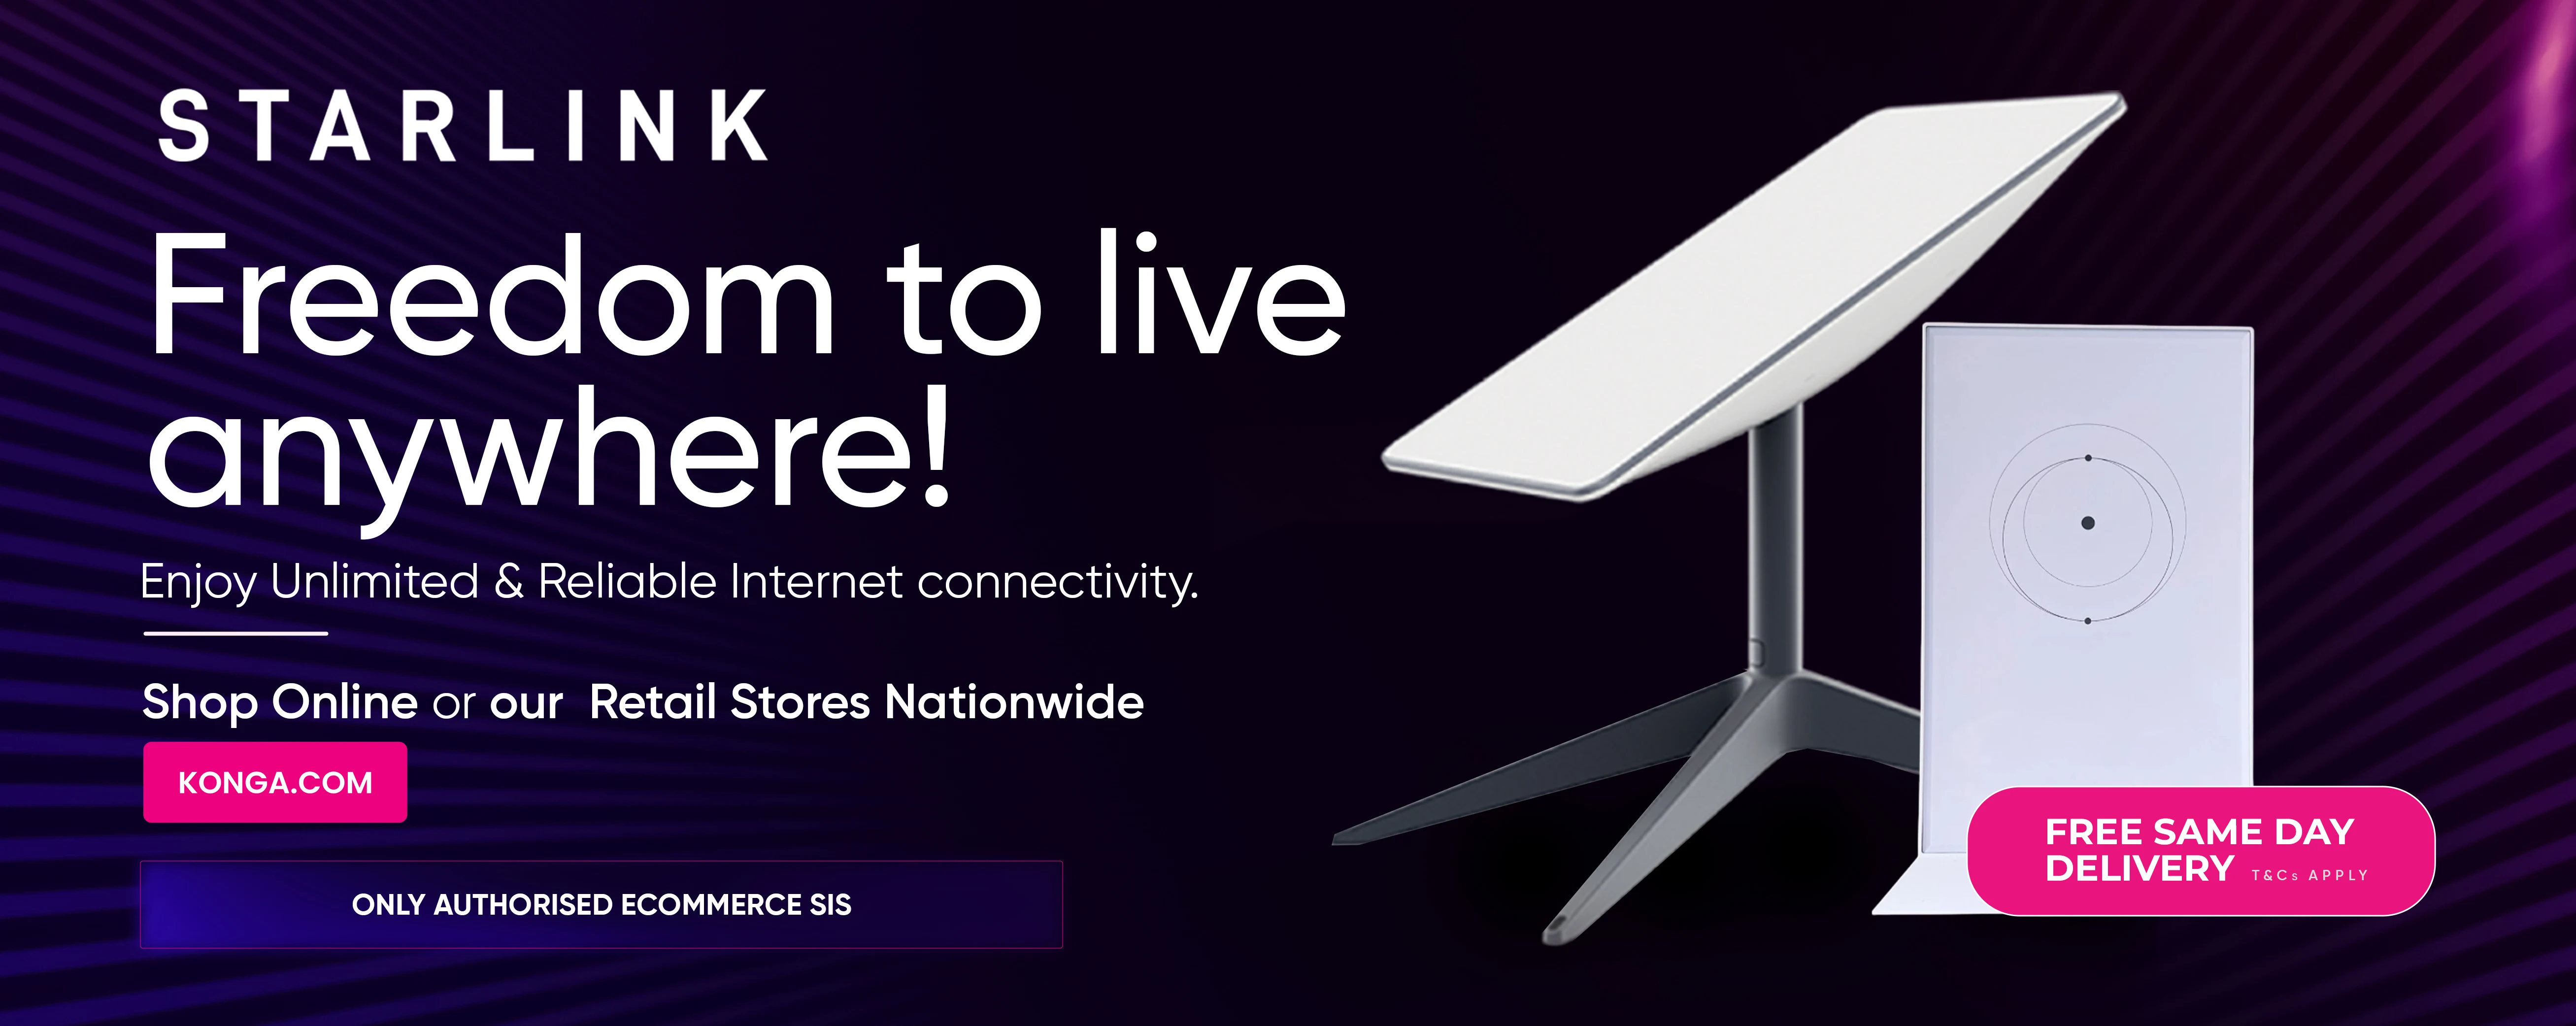 STARLINK
Freedom to live
anywhere!
Enjoy Unlimited & Reliable Internet connectivity.
Shop Online or our Retail Stores Nationwide
KONGA.COM
ONLY AUTHORISED ECOMMERCE SIS
FREE SAME DAY
DELIVERY T&Cs APPLY